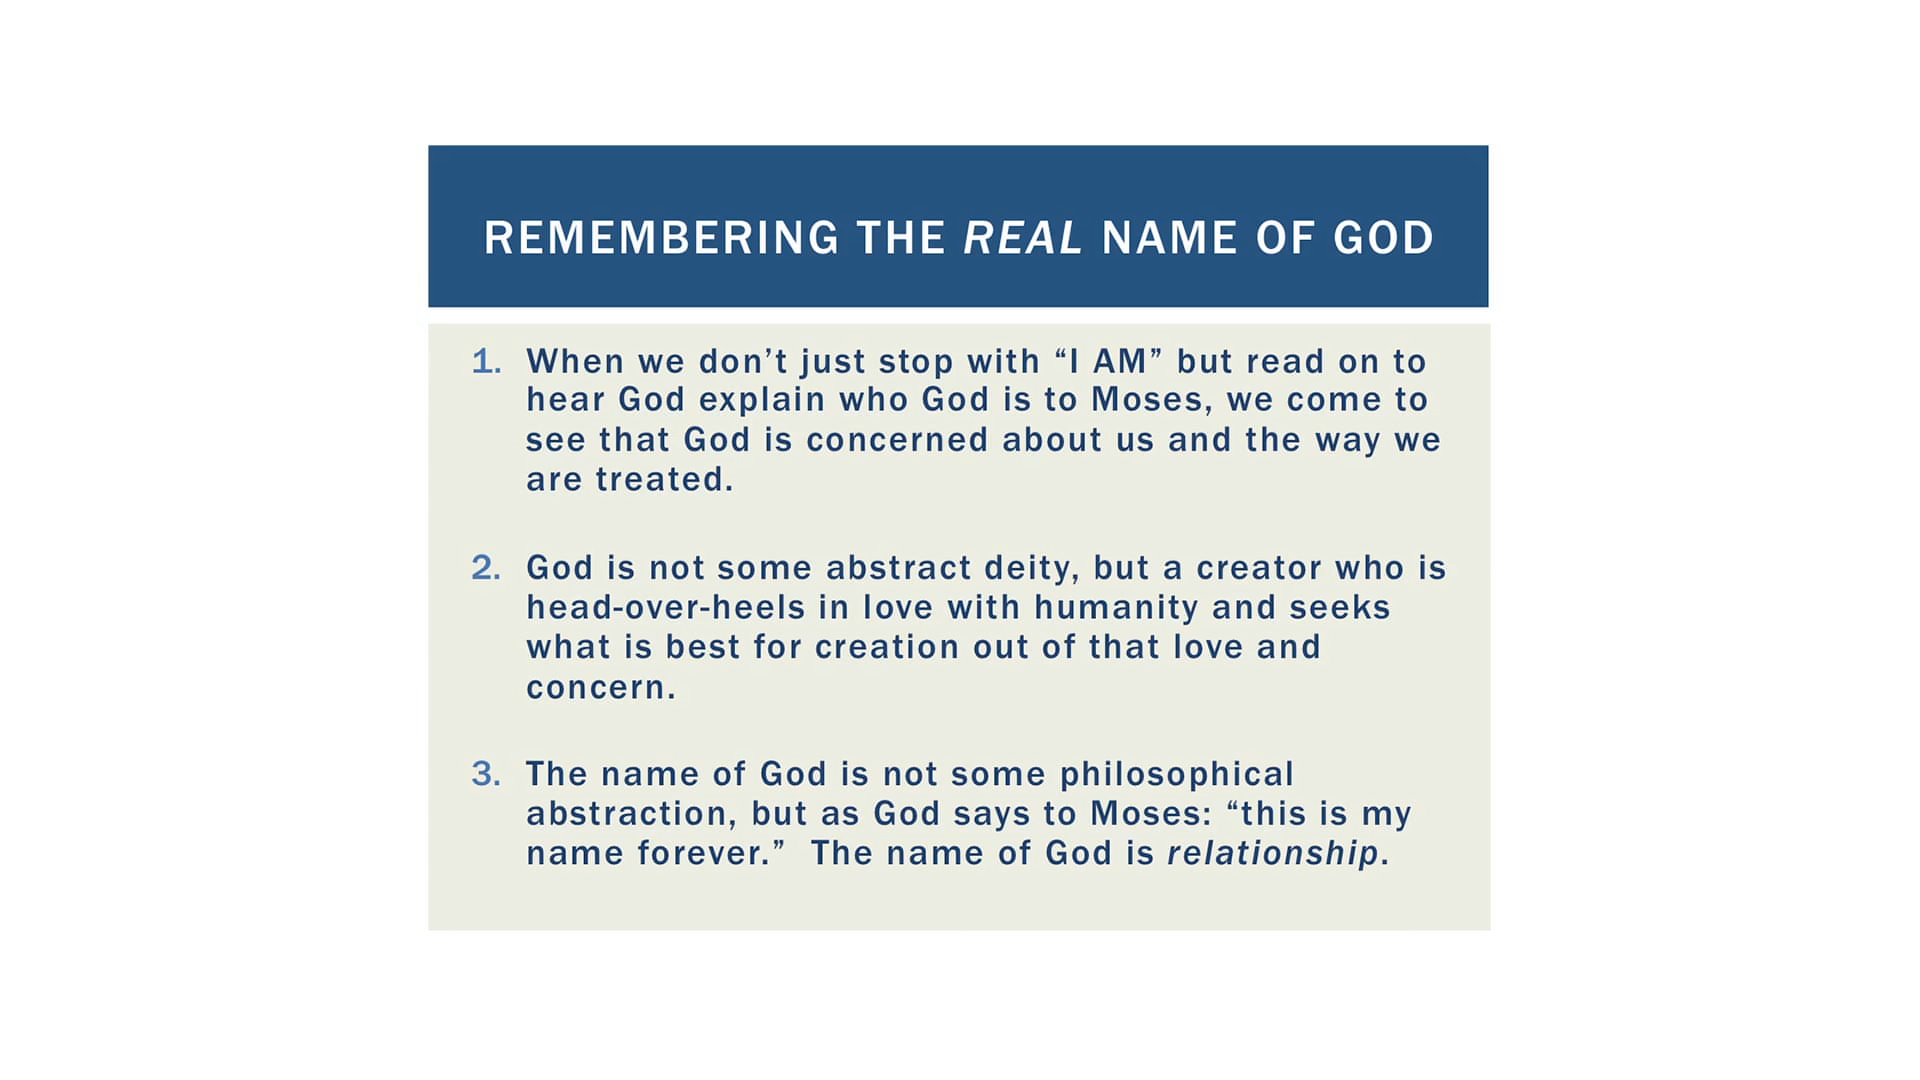 REMEMBERING THE REAL NAME OF GOD
1. When we don’t just stop with “I AM” but read on to
hear God explain who God is to Moses, we come to
see that God is concerned about us and the way we
are treated.
2. God is not some abstract deity, but a creator who is
head-over-heels in love with humanity and seeks
what is best for creation out of that love and
concern.
3. The name of God is not some philosophical
abstraction, but as God says to Moses: “this is my
name forever.”  The name of God is relationship.